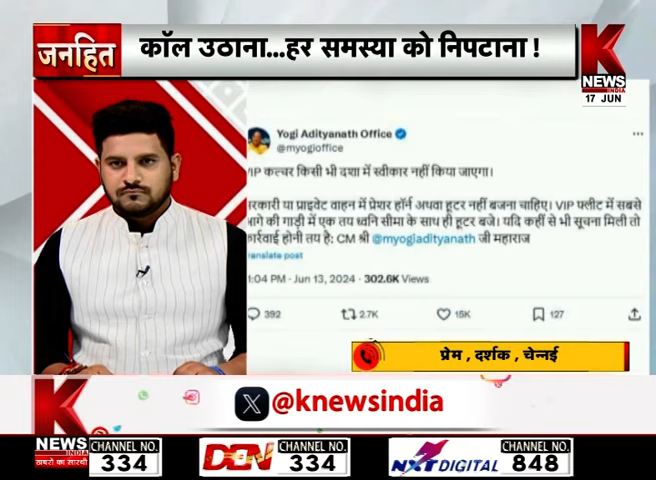 जनहित
कॉल उठाना...हर समस्या को निपटाना!
K
NEWS
INDIA
17 JUN
Yogi Adityanath Office
@myogioffice
VIP कल्चर किसी भी दशा में स्वीकार नहीं किया जाएगा।
सरकारी या प्राइवेट वाहन में प्रेशर हॉर्न अथवा हूटर नहीं बजना चाहिए। VIP फ्लीट में सबसे
आगे की गाड़ी में एक तय ध्वनि सीमा के साथ ही हूटर बजे। यदि कहीं से भी सूचना मिली तो
कार्रवाई होनी तय है: CM श्री @myogiadityanath जी महाराज
Translate post
1:04 PM · Jun 13, 2024 · 302.6K Views
392 2.7K 15K 127
प्रेम , दर्शक , चेन्नई
X @knewsindia
K
NEWS
INDIA
ख़बरों का सारथी
CHANNEL NO.
334
DEN
CHANNEL NO.
334
NXT DIGITAL
CHANNEL NO.
848